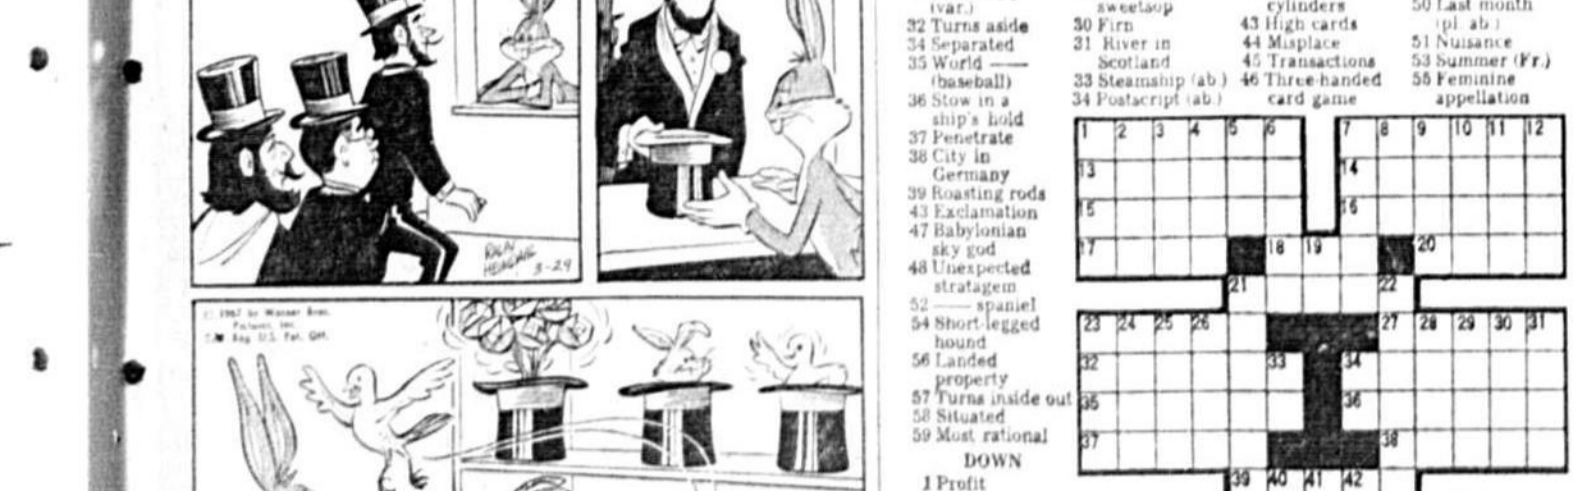 RALPH
HEIMDAHL
3-29
© 1967 by Warner Bros.
Pictures, Inc.
T.M. Reg. U.S. Pat. Off.
(var.)
32 Turns aside
34 Separated
35 World ——
(baseball)
36 Stow in a
ship's hold
37 Penetrate
38 City in
Germany
39 Roasting rods
43 Exclamation
47 Babylonian
sky god
48 Unexpected
stratagem
52 —— spaniel
54 Short-legged
hound
56 Landed
property
57 Turns inside out
58 Situated
59 Most rational
DOWN
1 Profit
sweetsop
30 Firn
31 River in
Scotland
33 Steamship (ab.)
34 Postscript (ab.)
cylinders
43 High cards
44 Misplace
45 Transactions
46 Three-handed
card game
50 Last month
(pl. ab.)
51 Nuisance
53 Summer (Fr.)
55 Feminine
appellation
1 2 3 4 5 6 7 8 9 10 11 12
13 14
15 16
17 18 19 20
21 22
23 24 25 26 27 28 29 30 31
32 33 34
35 36
37 38
39 40 41 42